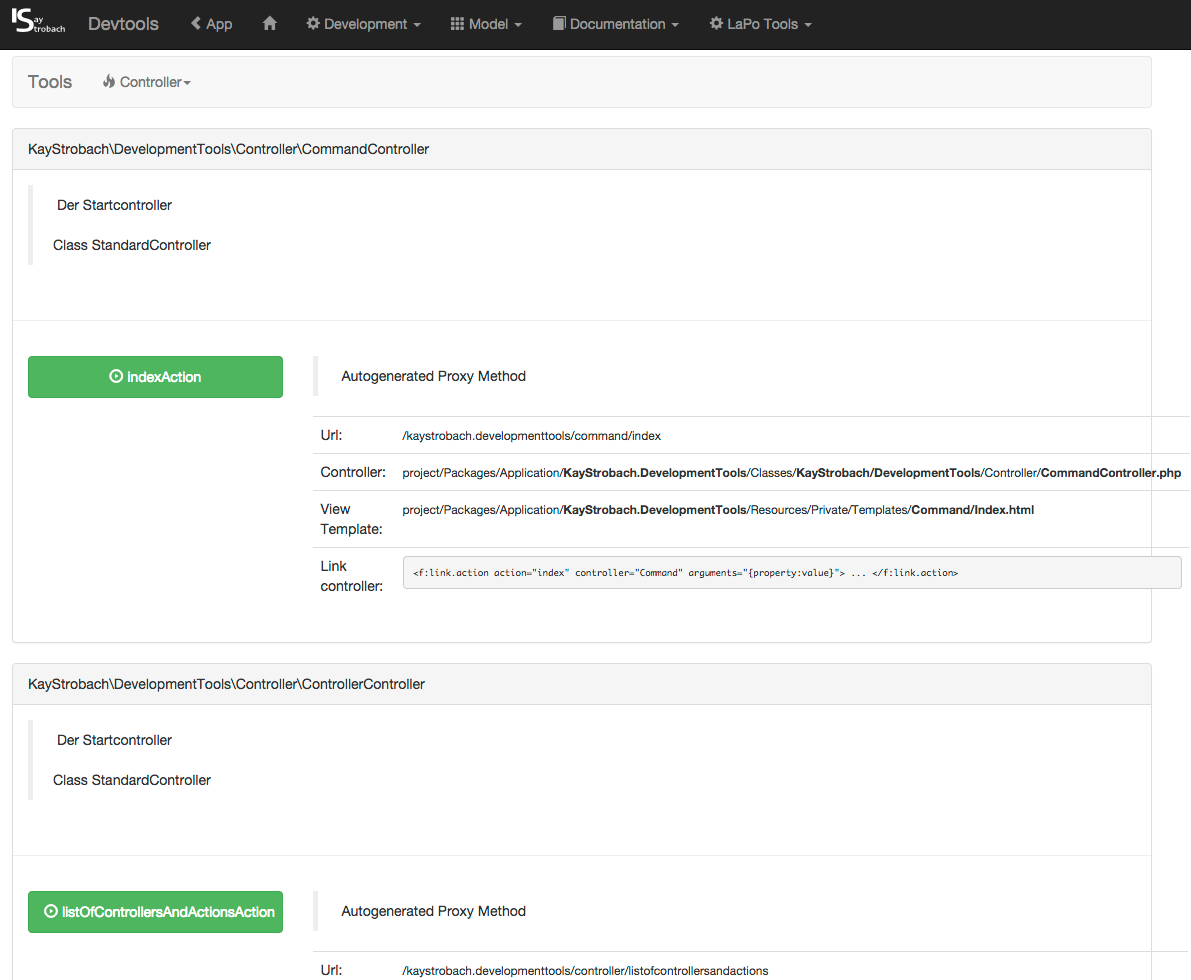 KayStrobach Devtools App Development Model Documentation LaPo Tools
Tools Controller
KayStrobach\DevelopmentTools\Controller\CommandController
Der Startcontroller
Class StandardController
indexAction
Autogenerated Proxy Method
Url: /kaystrobach.developmenttools/command/index
Controller: project/Packages/Application/KayStrobach.DevelopmentTools/Classes/KayStrobach/DevelopmentTools/Controller/CommandController.php
View
Template:
project/Packages/Application/KayStrobach.DevelopmentTools/Resources/Private/Templates/Command/Index.html
Link
controller:
<f:link.action action="index" controller="Command" arguments="{property:value}"> ... </f:link.action>
KayStrobach\DevelopmentTools\Controller\ControllerController
Der Startcontroller
Class StandardController
listOfControllersAndActionsAction
Autogenerated Proxy Method
Url: /kaystrobach.developmenttools/controller/listofcontrollersandactions